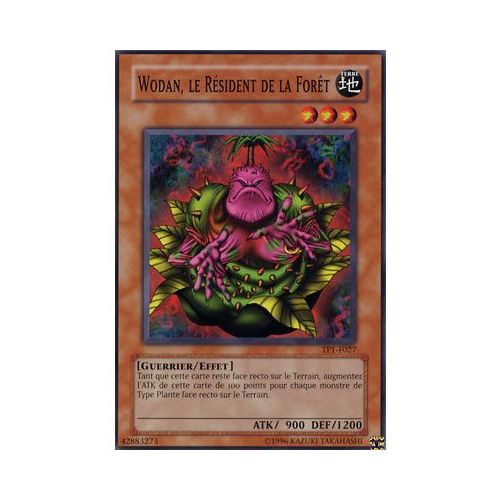 Wodan, le Résident de la Forêt
TERRE
地
TPT-F027
[Guerrier/Effet]
Tant que cette carte reste face recto sur le Terrain, augmentez
l'ATK de cette carte de 100 points pour chaque monstre de
Type Plante face recto sur le Terrain.
ATK/ 900 DEF/1200
42883273
©1996 KAZUKI TAKAHASHI